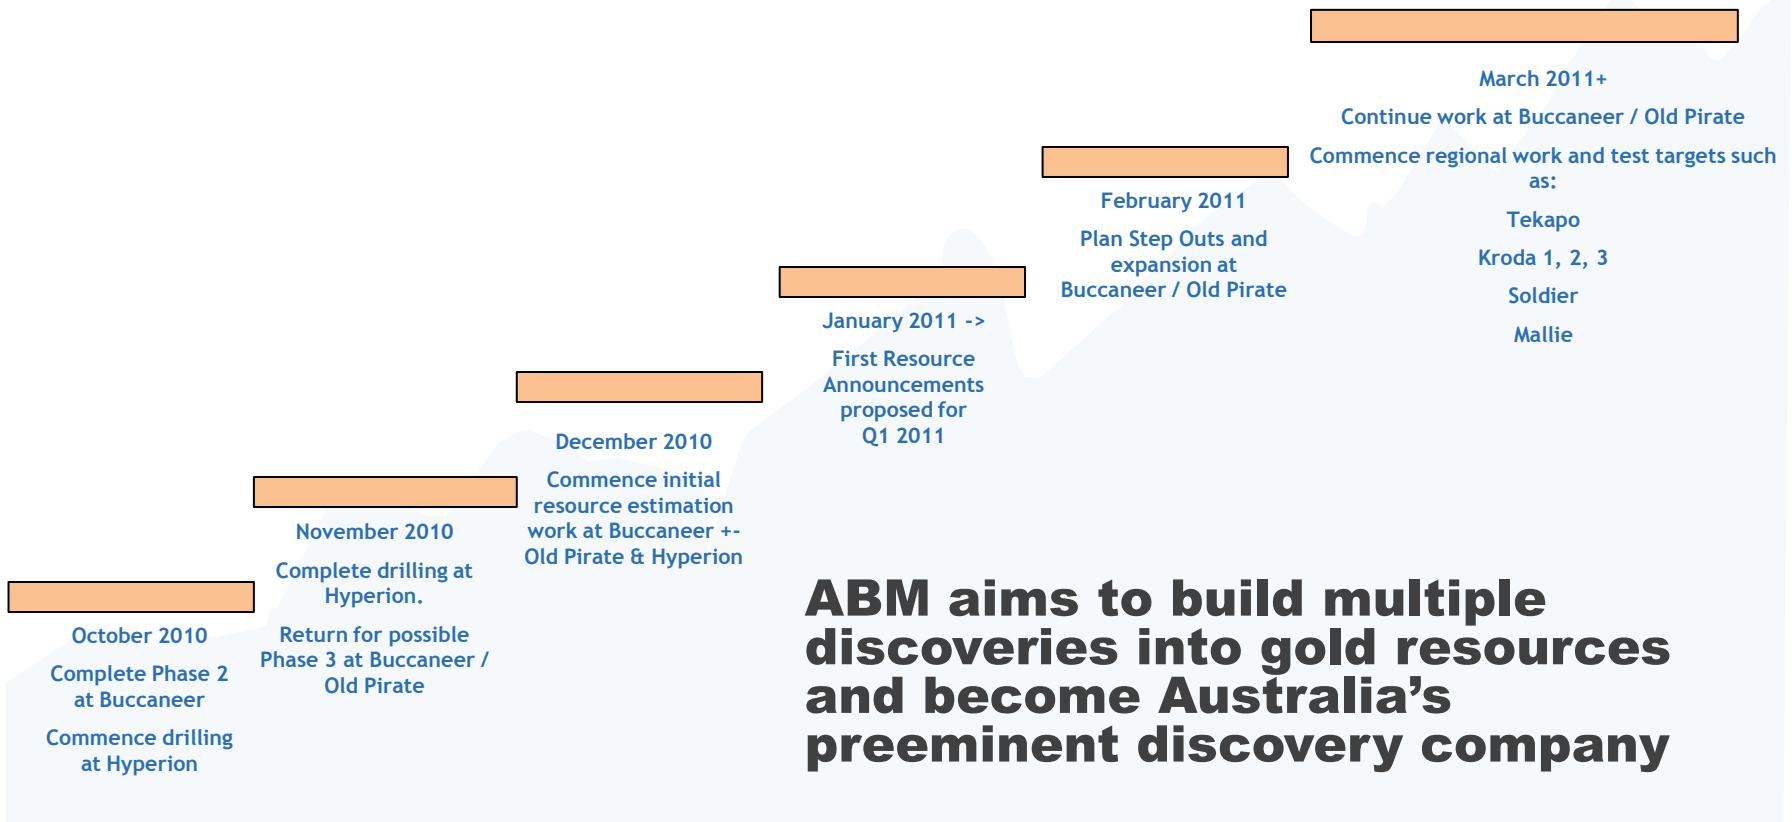 October 2010
Complete Phase 2
at Buccaneer
Commence drilling
at Hyperion
November 2010
Complete drilling at
Hyperion.
Return for possible
Phase 3 at Buccaneer /
Old Pirate
December 2010
Commence initial
resource estimation
work at Buccaneer +-
Old Pirate & Hyperion
January 2011 ->
First Resource
Announcements
proposed for
Q1 2011
February 2011
Plan Step Outs and
expansion at
Buccaneer / Old Pirate
March 2011+
Continue work at Buccaneer / Old Pirate
Commence regional work and test targets such
as:
Tekapo
Kroda 1, 2, 3
Soldier
Mallie
ABM aims to build multiple
discoveries into gold resources
and become Australia’s
preeminent discovery company